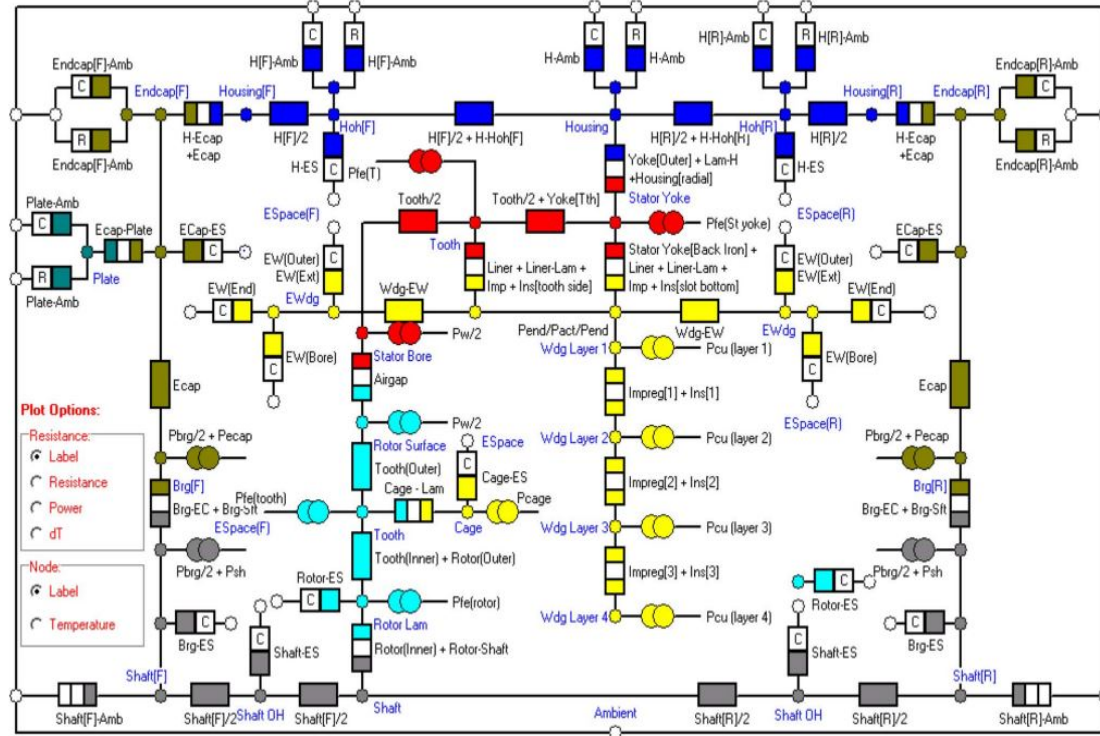 C
R
C
R
C
R
H[F]-Amb
H[F]-Amb
H-Amb
H-Amb
H[R]-Amb
H[R]-Amb
Endcap[F]-Amb
C
Endcap[F]
Housing[F]
Housing[R]
Endcap[R]
Endcap[R]-Amb
C
R
Endcap[F]-Amb
H-Ecap
+Ecap
H[F]/2
Hoh[F]
H[F]/2 + H-Hoh[F]
Housing
H[R]/2 + H-Hoh[H]
Hoh[R]
H[R]/2
H-Ecap
+Ecap
R
Endcap[R]-Amb
H-ES
C
Pfe(T)
Yoke[Outer] + Lam-H
+Housing[radial]
H-ES
C
Plate-Amb
C
Ecap-Plate
ECap-ES
C
ESpace(F)
Tooth/2
Tooth/2 + Yoke[Tth]
Stator Yoke
Pfe(St yoke)
ESpace(R)
ECap-ES
C
R
Plate-Amb
Plate
EW(Outer)
EW(Ext)
C
Tooth
Liner + Liner-Lam +
Imp + Ins[tooth side]
Stator Yoke[Back Iron] +
Liner + Liner-Lam +
Imp + Ins[slot bottom]
C
EW(Outer)
EW(Ext)
EW(End)
C
EWdg
Wdg-EW
Wdg-EW
EWdg
EW(End)
C
EW(Bore)
C
Pw/2
Stator Bore
Airgap
Pend/Pact/Pend
Wdg Layer 1
Pcu (layer 1)
EW(Bore)
C
Ecap
Impreg[1] + Ins[1]
Ecap
Plot Options:
Resistance:
Label
Resistance
Power
dT
Node:
Label
Temperature
Pbrg/2 + Pecap
Brg[F]
Brg-EC + Brg-Sft
Pbrg/2 + Psh
Pw/2
Rotor Surface
ESpace
Tooth(Outer)
C
Cage-ES
Cage - Lam
Pfe(tooth)
ESpace(F)
Pcage
Cage
Tooth
Tooth(Inner) + Rotor(Outer)
Wdg Layer 2
Pcu (layer 2)
Impreg[2] + Ins[2]
Wdg Layer 3
Pcu (layer 3)
Impreg[3] + Ins[3]
Wdg Layer 4
Pcu (layer 4)
ESpace(R)
Pbrg/2 + Pecap
Brg[R]
Brg-EC + Brg-Sft
Pbrg/2 + Psh
Rotor-ES
C
Pfe(rotor)
Rotor Lam
Rotor(Inner) + Rotor-Shaft
C
Rotor-ES
C
Brg-ES
C
Shaft-ES
C
Shaft-ES
C
Brg-ES
Shaft[F]
Shaft[R]
Shaft[F]-Amb
Shaft[F]/2
Shaft OH
Shaft[F]/2
Shaft
Ambient
Shaft[R]/2
Shaft OH
Shaft[R]/2
Shaft[R]-Amb